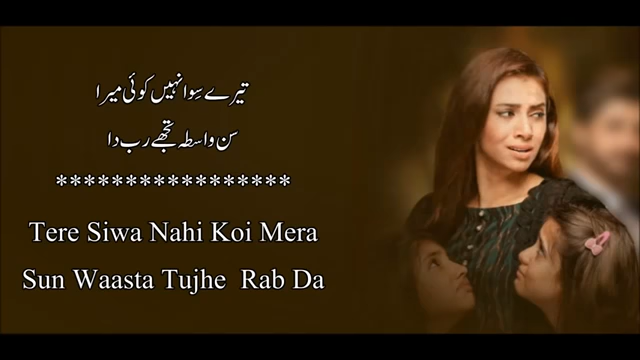 تیرے سِوا نہیں کوئی میرا
سن واسطہ تجھے رب دا
*****************
Tere Siwa Nahi Koi Mera
Sun Waasta Tujhe Rab Da